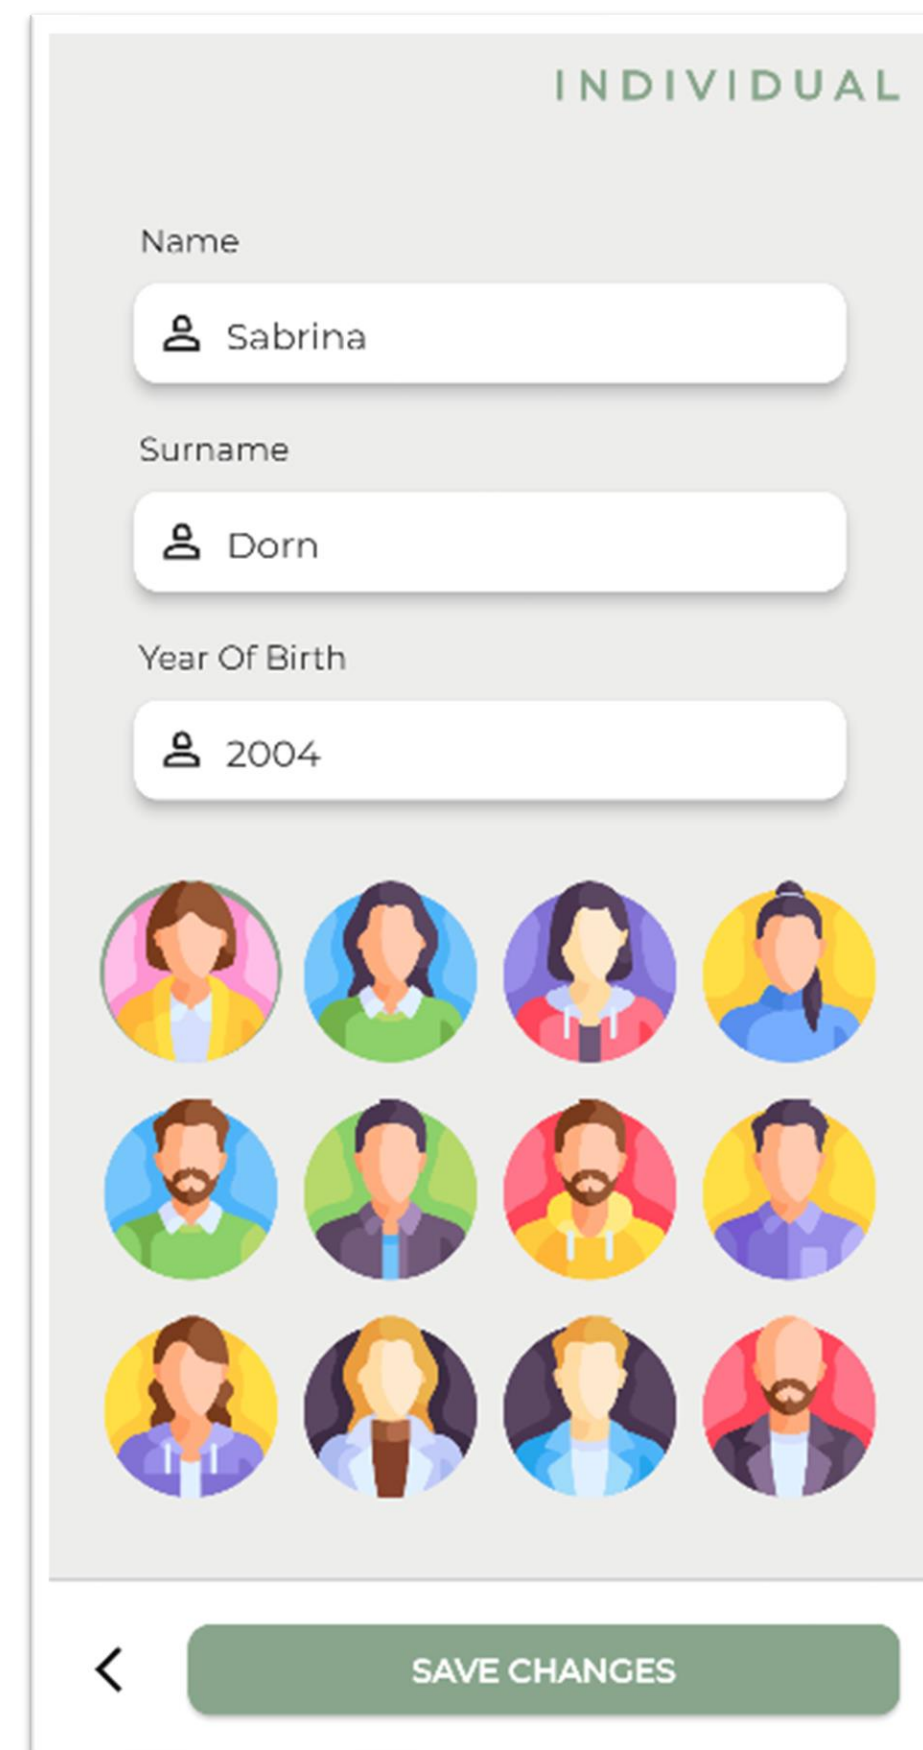 INDIVIDUAL
Name
Sabrina
Surname
Dorn
Year Of Birth
2004
SAVE CHANGES